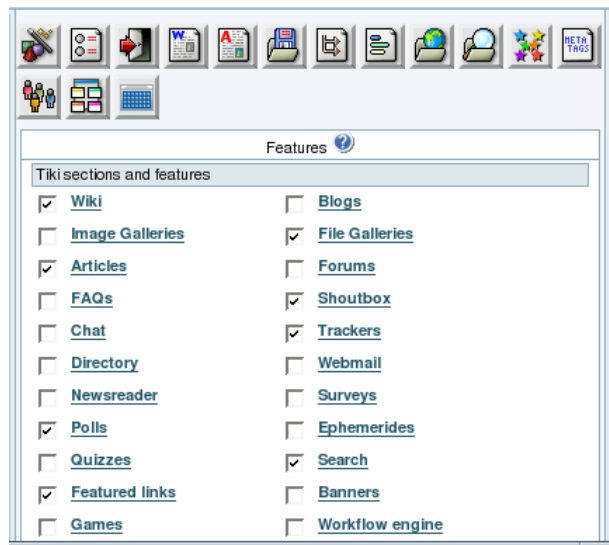 META
TAGS
Features
Tiki sections and features
Wiki Blogs
Image Galleries File Galleries
Articles Forums
FAQs Shoutbox
Chat Trackers
Directory Webmail
Newsreader Surveys
Polls Ephemerides
Quizzes Search
Featured links Banners
Games Workflow engine